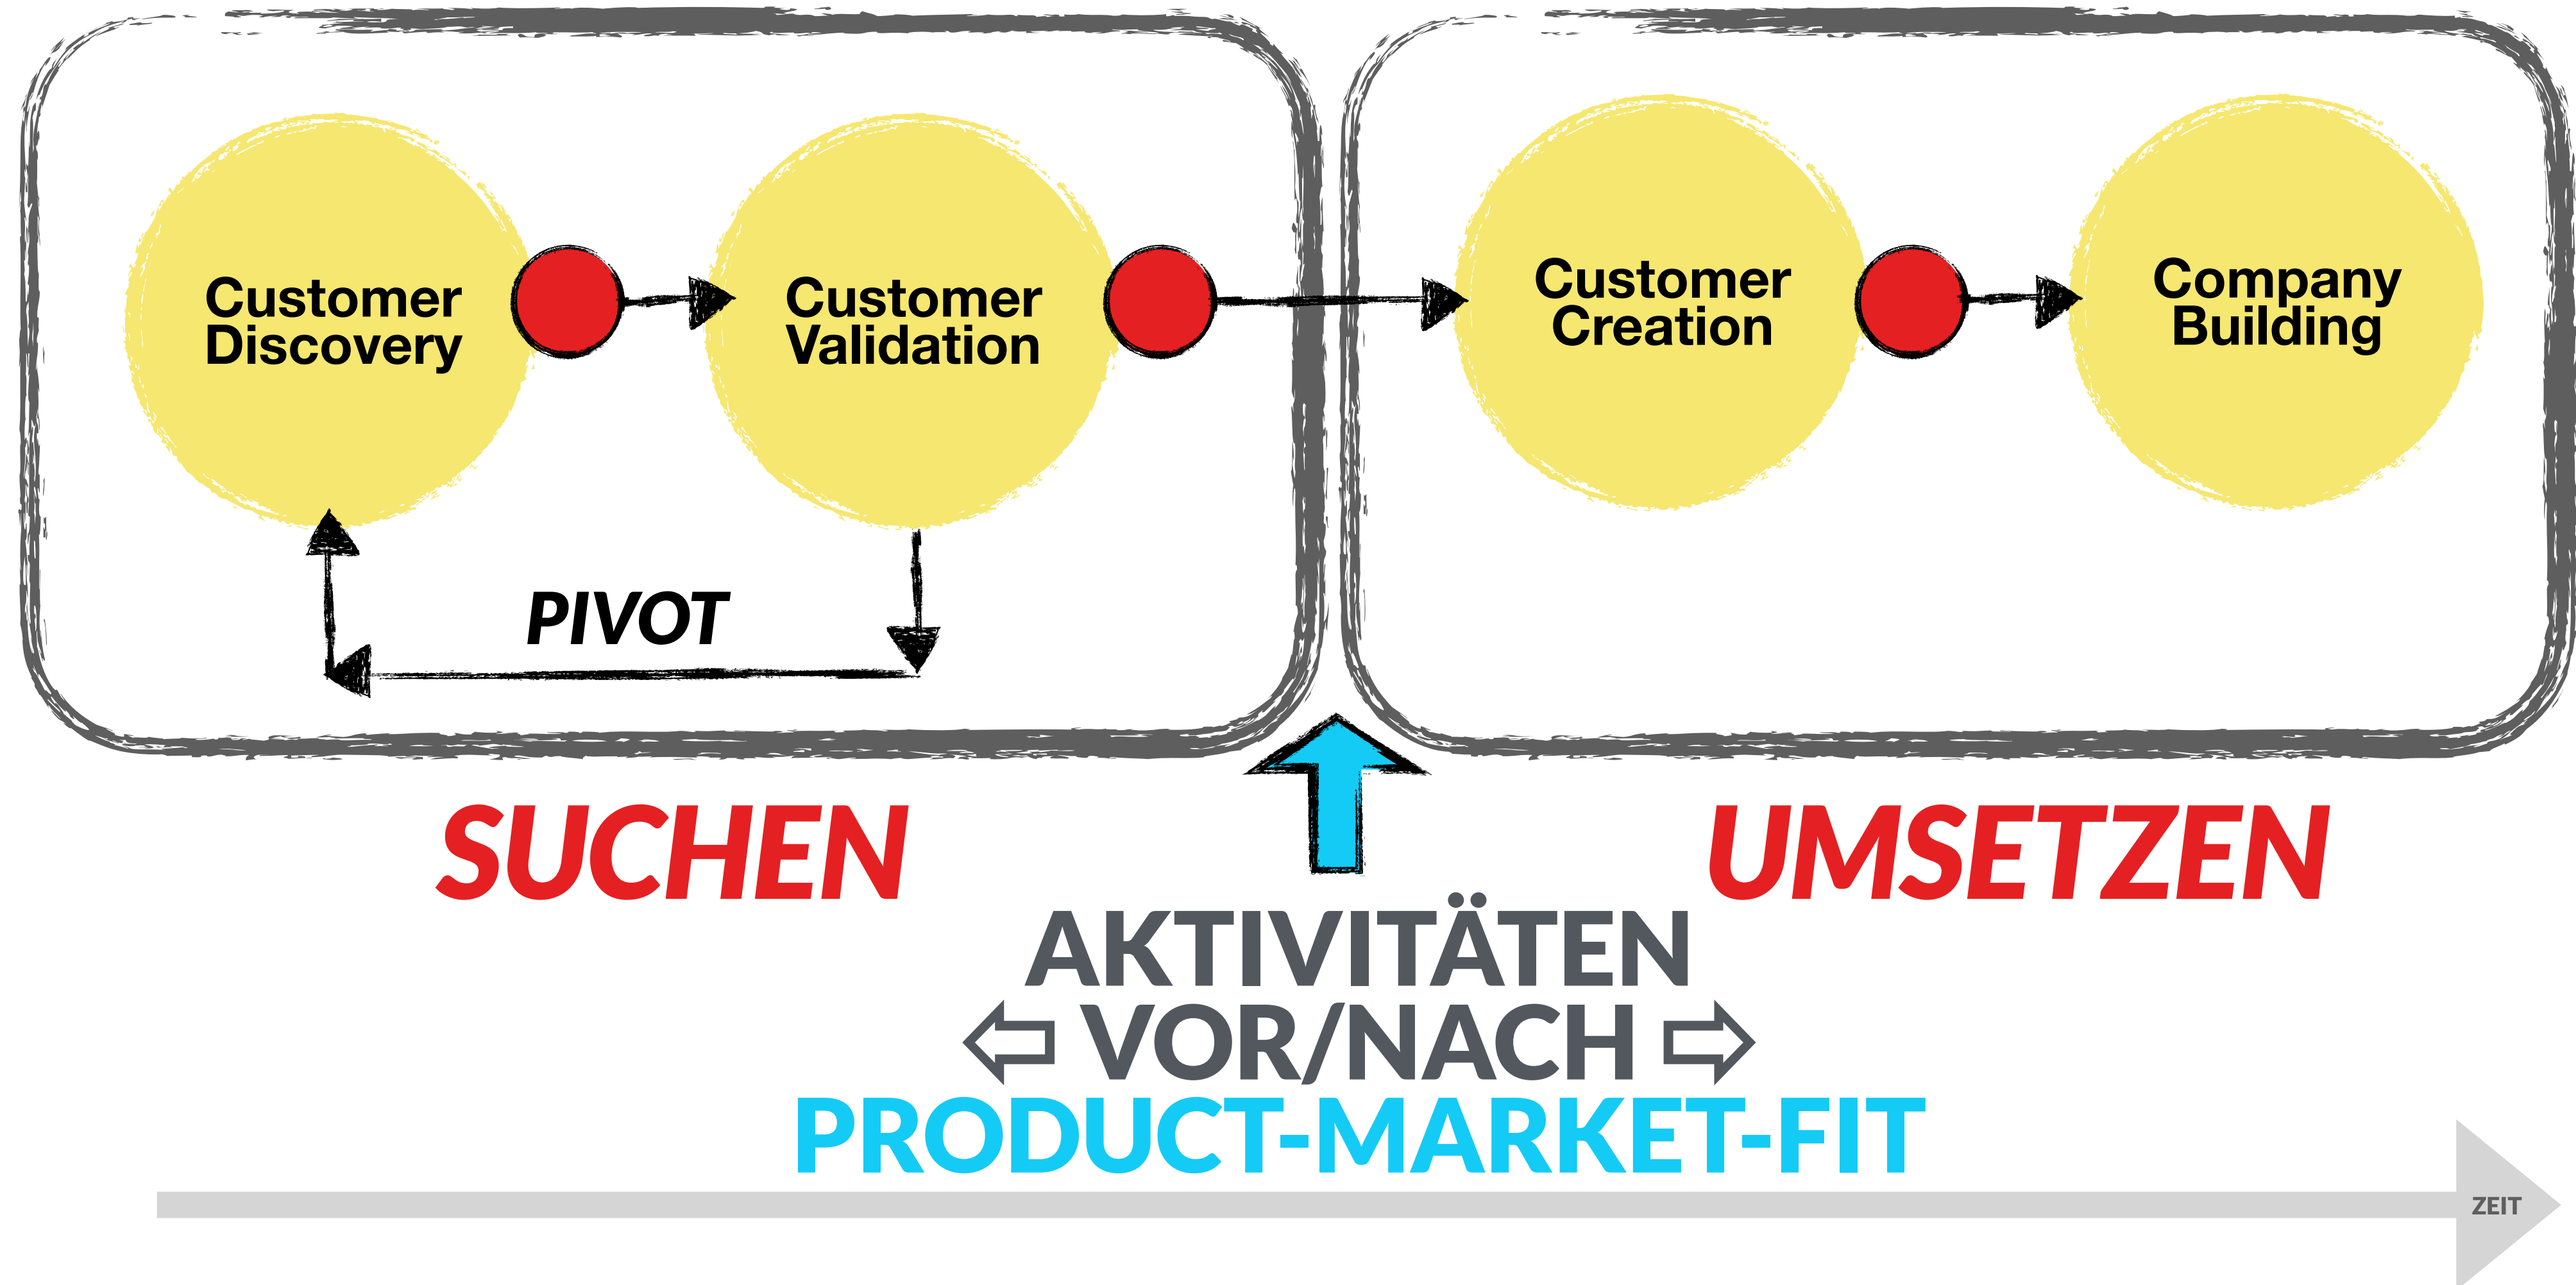 Customer
Discovery
Customer
Validation
Customer
Creation
Company
Building
PIVOT
SUCHEN
UMSETZEN
AKTIVITÄTEN
VOR/NACH
PRODUCT-MARKET-FIT
ZEIT